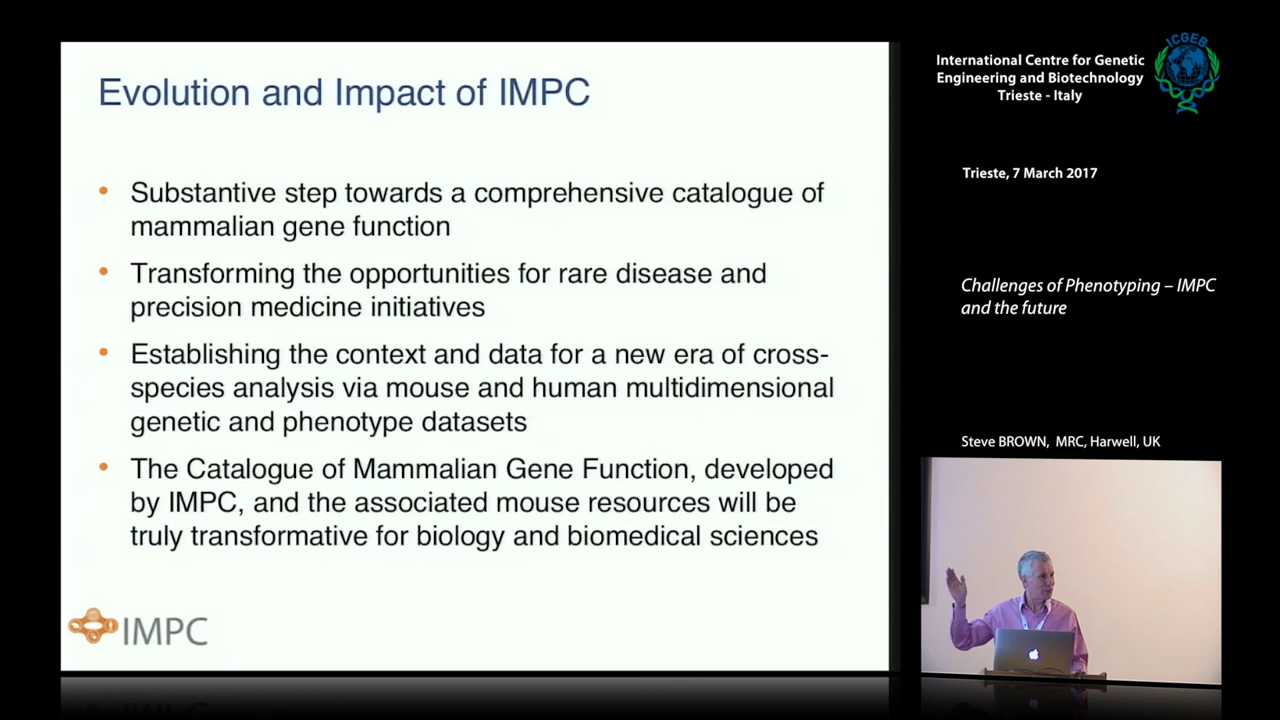 Evolution and Impact of IMPC
• Substantive step towards a comprehensive catalogue of
mammalian gene function
• Transforming the opportunities for rare disease and
precision medicine initiatives
• Establishing the context and data for a new era of cross-
species analysis via mouse and human multidimensional
genetic and phenotype datasets
• The Catalogue of Mammalian Gene Function, developed
by IMPC, and the associated mouse resources will be
truly transformative for biology and biomedical sciences
IMPC
International Centre for Genetic
Engineering and Biotechnology
Trieste - Italy
ICGEB
Trieste, 7 March 2017
Challenges of Phenotyping – IMPC
and the future
Steve BROWN, MRC, Harwell, UK